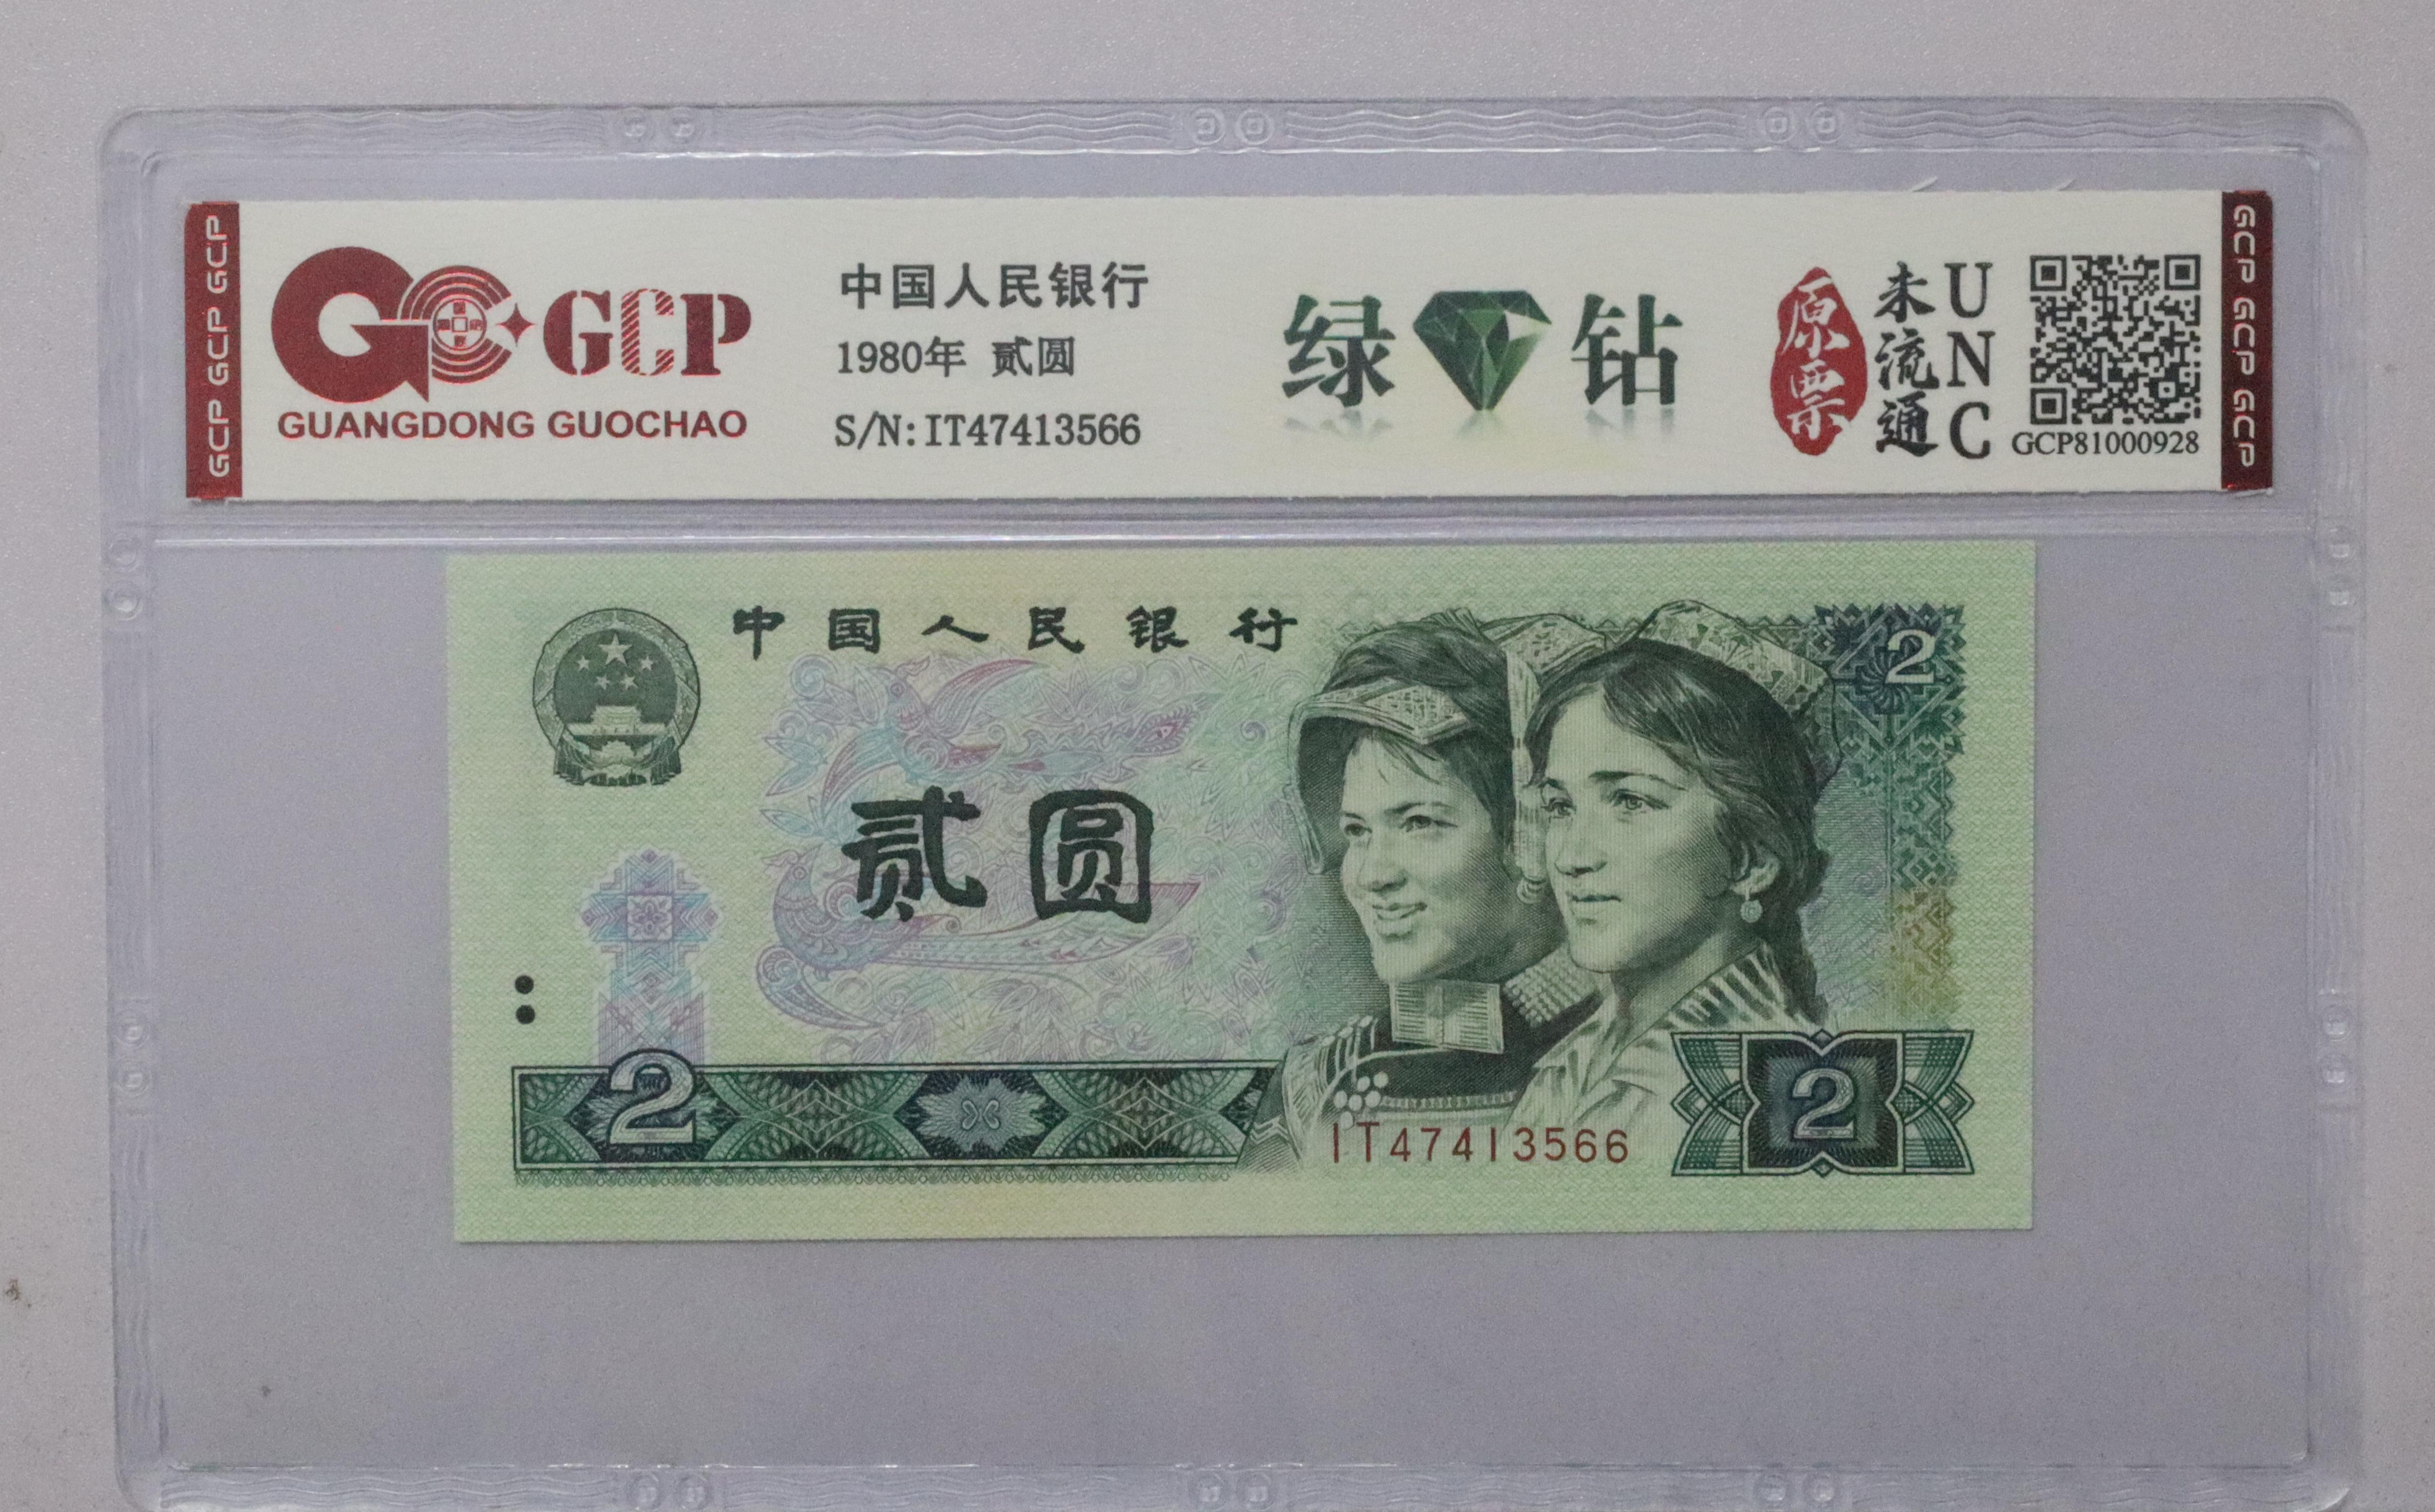 GCP GCP GCP
GCP
GUANGDONG GUOCHAO
中国人民银行
1980年 贰圆
S/N:IT47413566
绿钻
原票
未流通
UNC
GCP81000928
GCP GCP GCP
中国人民银行
2
贰圆
2
IT47413566
2